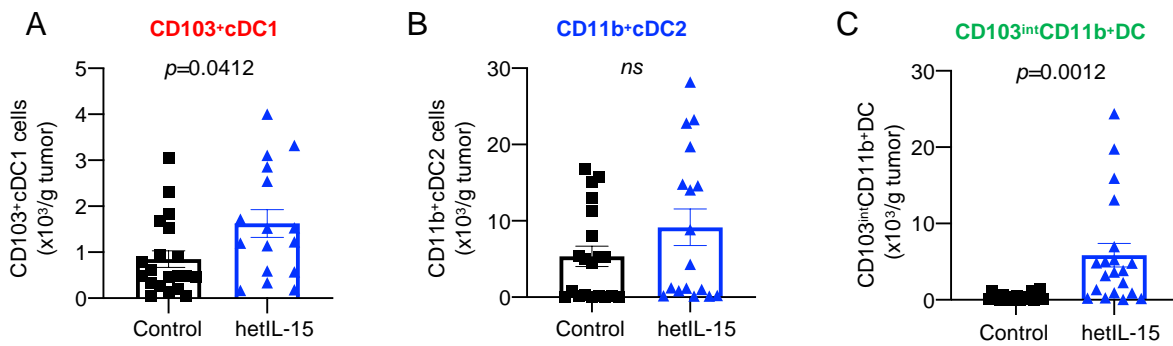 A
CD103⁺cDC1
p=0.0412
CD103⁺cDC1 cells
(x10³/g tumor)
5
4
3
2
1
0
Control
hetIL-15
B
CD11b⁺cDC2
ns
CD11b⁺cDC2 cells
(x10³/g tumor)
30
20
10
0
Control
hetIL-15
C
CD103ⁱⁿᵗCD11b⁺DC
p=0.0012
CD103ⁱⁿᵗCD11b⁺DC
(x10³/g tumor)
30
20
10
0
Control
hetIL-15